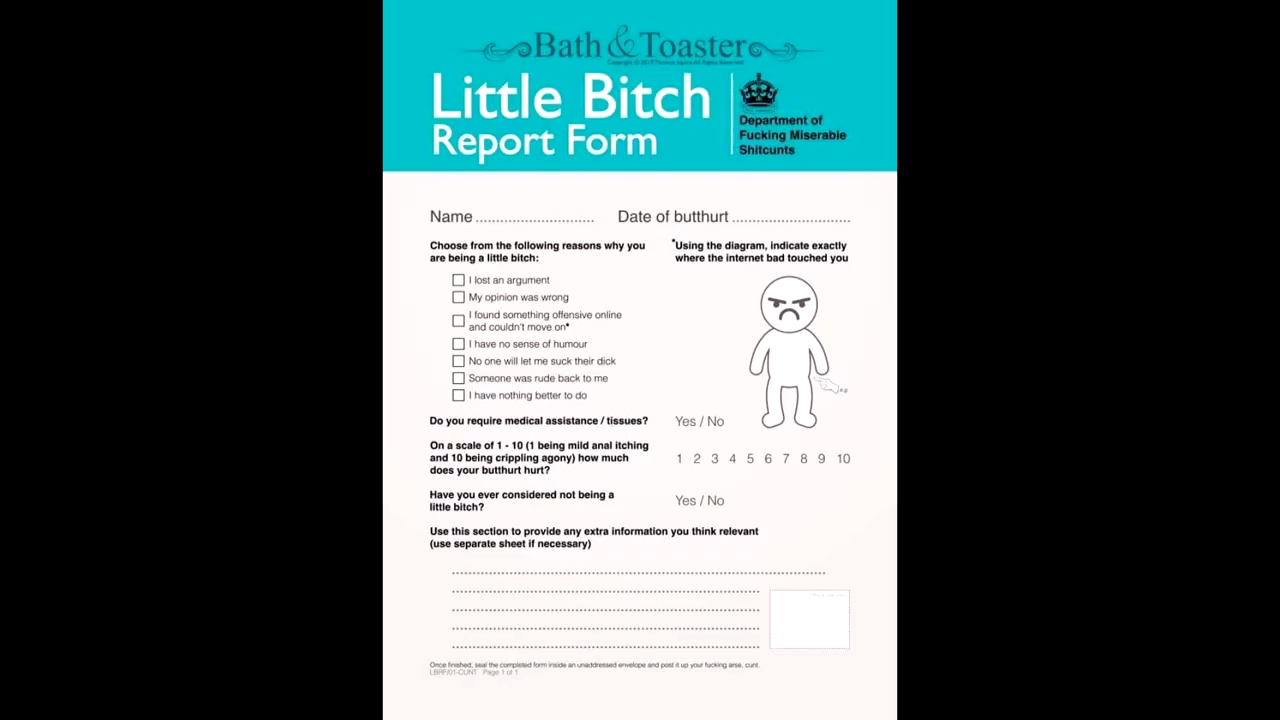 Bath & Toaster
Little Bitch
Report Form
Department of
Fucking Miserable
Shitcunts
Name
Date of butthurt
Choose from the following reasons why you
are being a little bitch:
I lost an argument
My opinion was wrong
I found something offensive online
and couldn't move on*
I have no sense of humour
No one will let me suck their dick
Someone was rude back to me
I have nothing better to do
*Using the diagram, indicate exactly
where the internet bad touched you
e.g
Do you require medical assistance / tissues?
Yes / No
On a scale of 1 - 10 (1 being mild anal itching
and 10 being crippling agony) how much
does your butthurt hurt?
1 2 3 4 5 6 7 8 9 10
Have you ever considered not being a
little bitch?
Yes / No
Use this section to provide any extra information you think relevant
(use separate sheet if necessary)
Once finished, seal the completed form inside an unaddressed envelope and post it up your fucking arse, cunt.
LBRF/01-CUNT Page 1 of 1